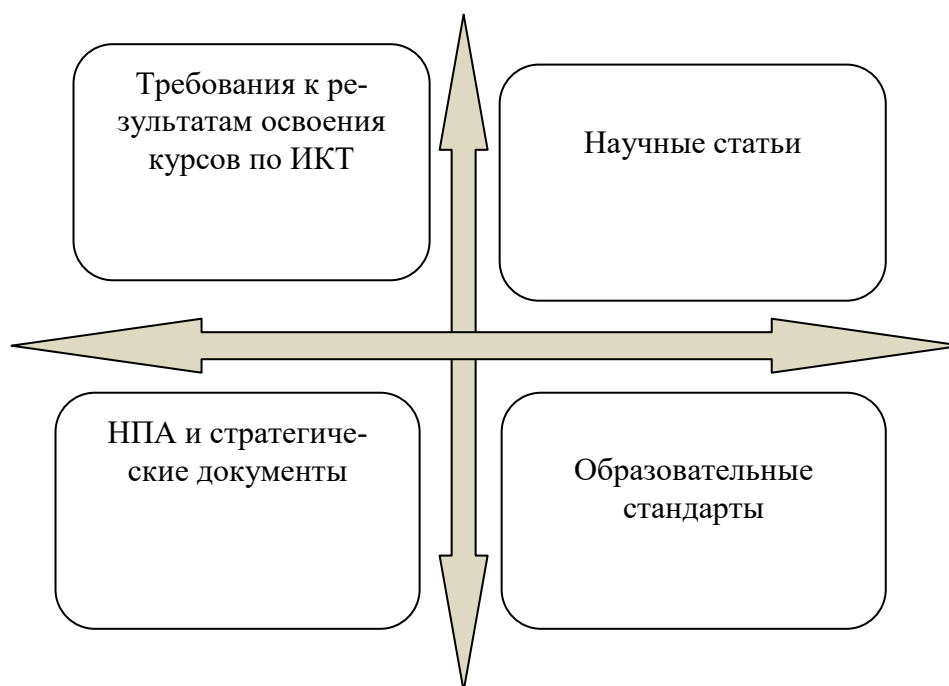 Требования к ре-
зультатам освоения
курсов по ИКТ
Научные статьи
НПА и стратегиче-
ские документы
Образовательные
стандарты